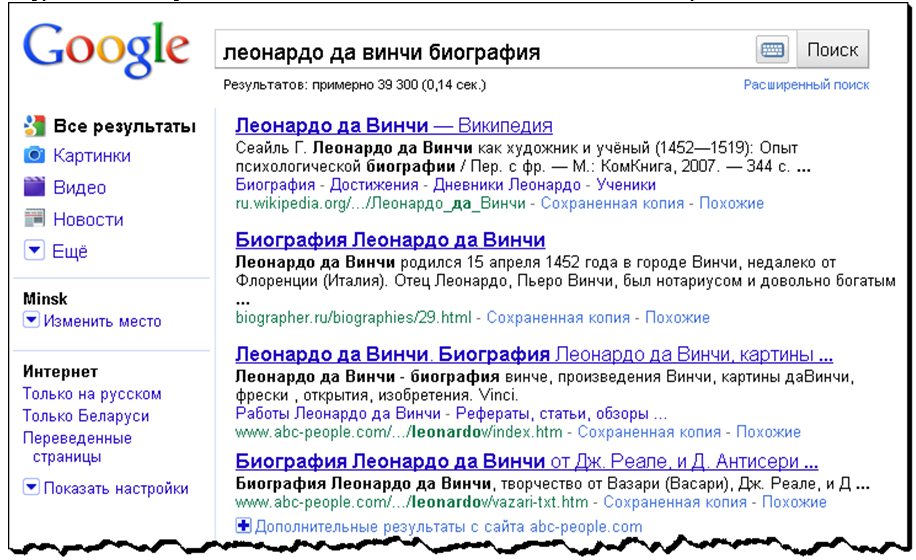 Google
леонардо да винчи биография
Поиск
Результатов: примерно 39 300 (0,14 сек.)
Расширенный поиск
Все результаты
Картинки
Видео
Новости
Ещё
Minsk
Изменить место
Интернет
Только на русском
Только Беларуси
Переведенные
страницы
Показать настройки
Леонардо да Винчи — Википедия
Сеайль Г. Леонардо да Винчи как художник и учёный (1452—1519): Опыт
психологической биографии / Пер. с фр. — М.: КомКнига, 2007. — 344 с. ...
Биография - Достижения - Дневники Леонардо - Ученики
ru.wikipedia.org/.../Леонардо_да_Винчи - Сохраненная копия - Похожие
Биография Леонардо да Винчи
Леонардо да Винчи родился 15 апреля 1452 года в городе Винчи, недалеко от
Флоренции (Италия). Отец Леонардо, Пьеро Винчи, был нотариусом и довольно богатым
...
biographer.ru/biographies/29.html - Сохраненная копия - Похожие
Леонардо да Винчи. Биография Леонардо да Винчи, картины ...
Леонардо да Винчи - биография винче, произведения Винчи, картины даВинчи,
фрески , открытия, изобретения. Vinci.
Работы Леонардо да Винчи - Рефераты, статьи, обзоры ...
www.abc-people.com/.../leonardov/index.htm - Сохраненная копия - Похожие
Биография Леонардо да Винчи от Дж. Реале, и Д. Антисери ...
Биография Леонардо да Винчи, творчество от Вазари (Васари), Дж. Реале, и Д ...
www.abc-people.com/.../leonardov/vazari-txt.htm - Сохраненная копия - Похожие
Дополнительные результаты с сайта abc-people.com